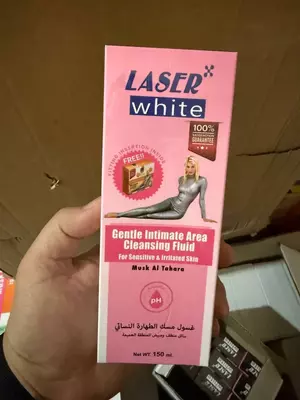 LASER
white
100%
GUARANTEE
FREE!!
Gentle Intimate Area
Cleansing Fluid
For Sensitive & Irritated Skin
Musk Al Tahara
pH
غسول مسك الطهارة النسائي
Net WT. 150 mL